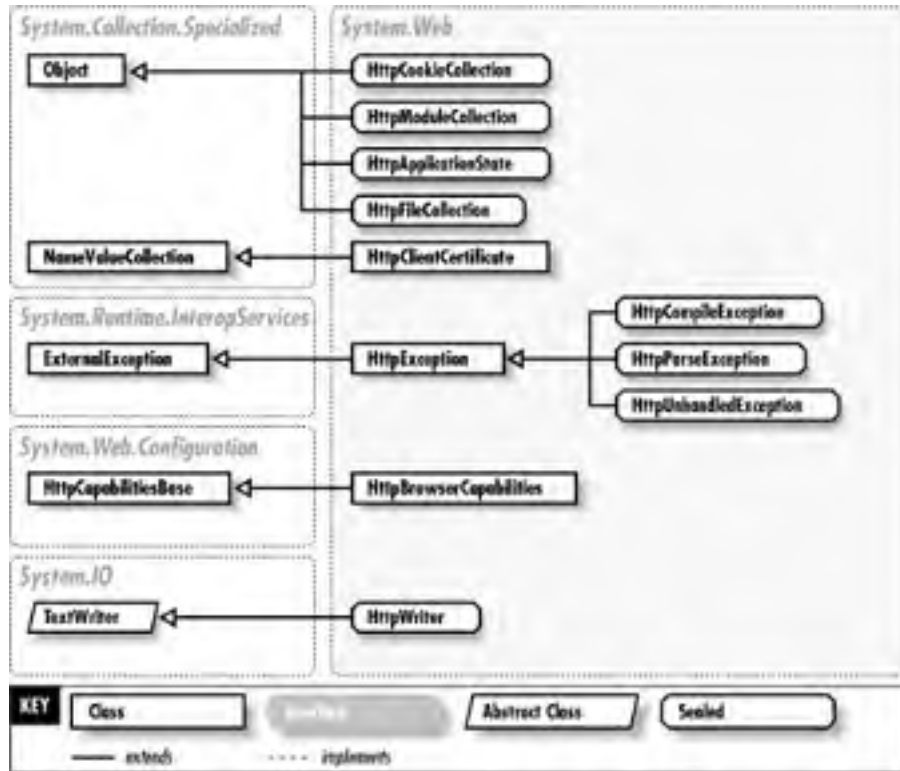 System.Collection.Specialized
System.Web
Object
HttpCookieCollection
HttpModuleCollection
HttpApplicationState
HttpFileCollection
NameValueCollection
HttpClientCertificate
System.Runtime.InteropServices
HttpCompileException
ExternalException
HttpException
HttpParseException
HttpUnhandledException
System.Web.Configuration
HttpCapabilitiesBase
HttpBrowserCapabilities
System.IO
TextWriter
HttpWriter
KEY
Class
Abstract Class
Sealed
extends
implements